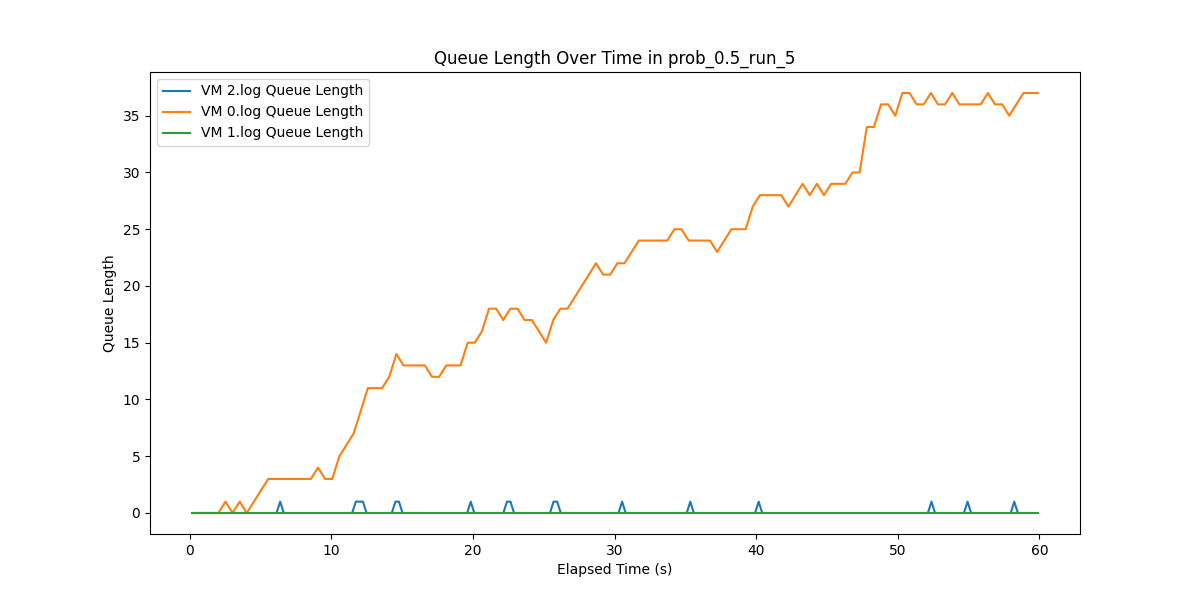 Queue Length Over Time in prob_0.5_run_5
VM 2.log Queue Length
VM 0.log Queue Length
VM 1.log Queue Length
Queue Length
35
30
25
20
15
10
5
0
0 10 20 30 40 50 60
Elapsed Time (s)